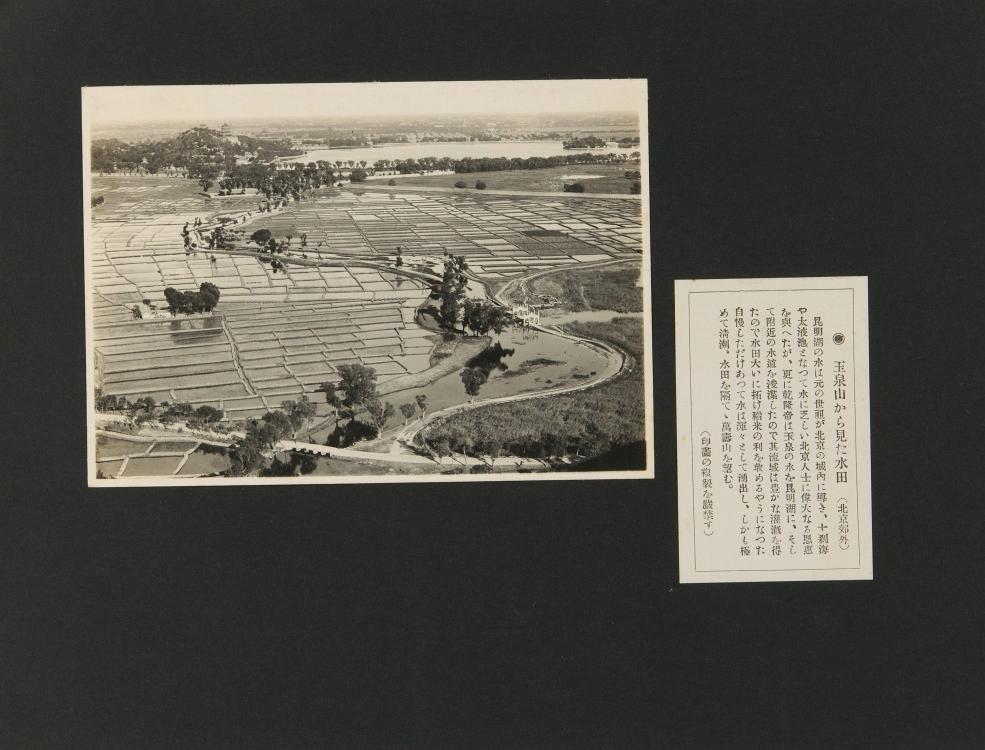 ◉ 玉泉山から見た水田 (北京郊外)
昆明湖の水は元の世祖が北京の城内に導き、十刹海
や太液池となつて水に乏しい北京人士に偉大なる恩恵
を與へたが、更に乾隆帝は玉泉の水を昆明湖に、そし
て附近の水道を浚渫したので其流域は豊かな灌漑を得
たので水田大いに拓け稲米の利を収めるやうになつた
自慢しただけあつて水は渾々として湧出し、しかも極
めて清冽。水田を隔てゝ萬壽山を望む。
(印畫の複製を嚴禁す)